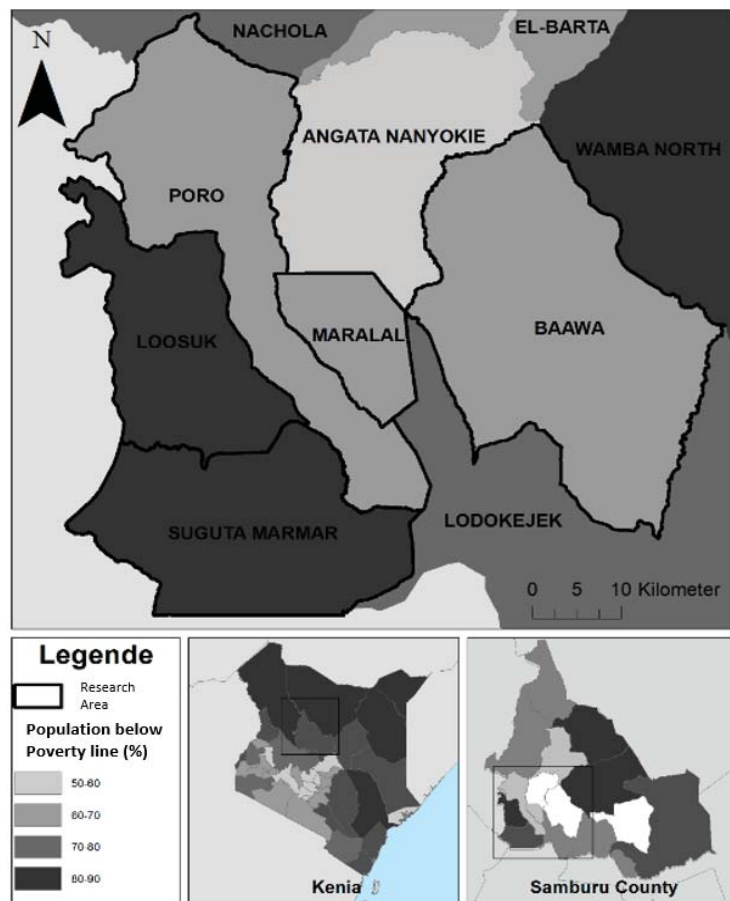 NACHOLA
EL-BARTA
N
ANGATA NANYOKIE
WAMBA NORTH
PORO
LOOSUK
MARALAL
BAAWA
LODOKEJEK
SUGUTA MARMAR
0 5 10 Kilometer
Legende
Research
Area
Population below
Poverty line (%)
50-60
60-70
70-80
80-90
Kenia
Samburu County